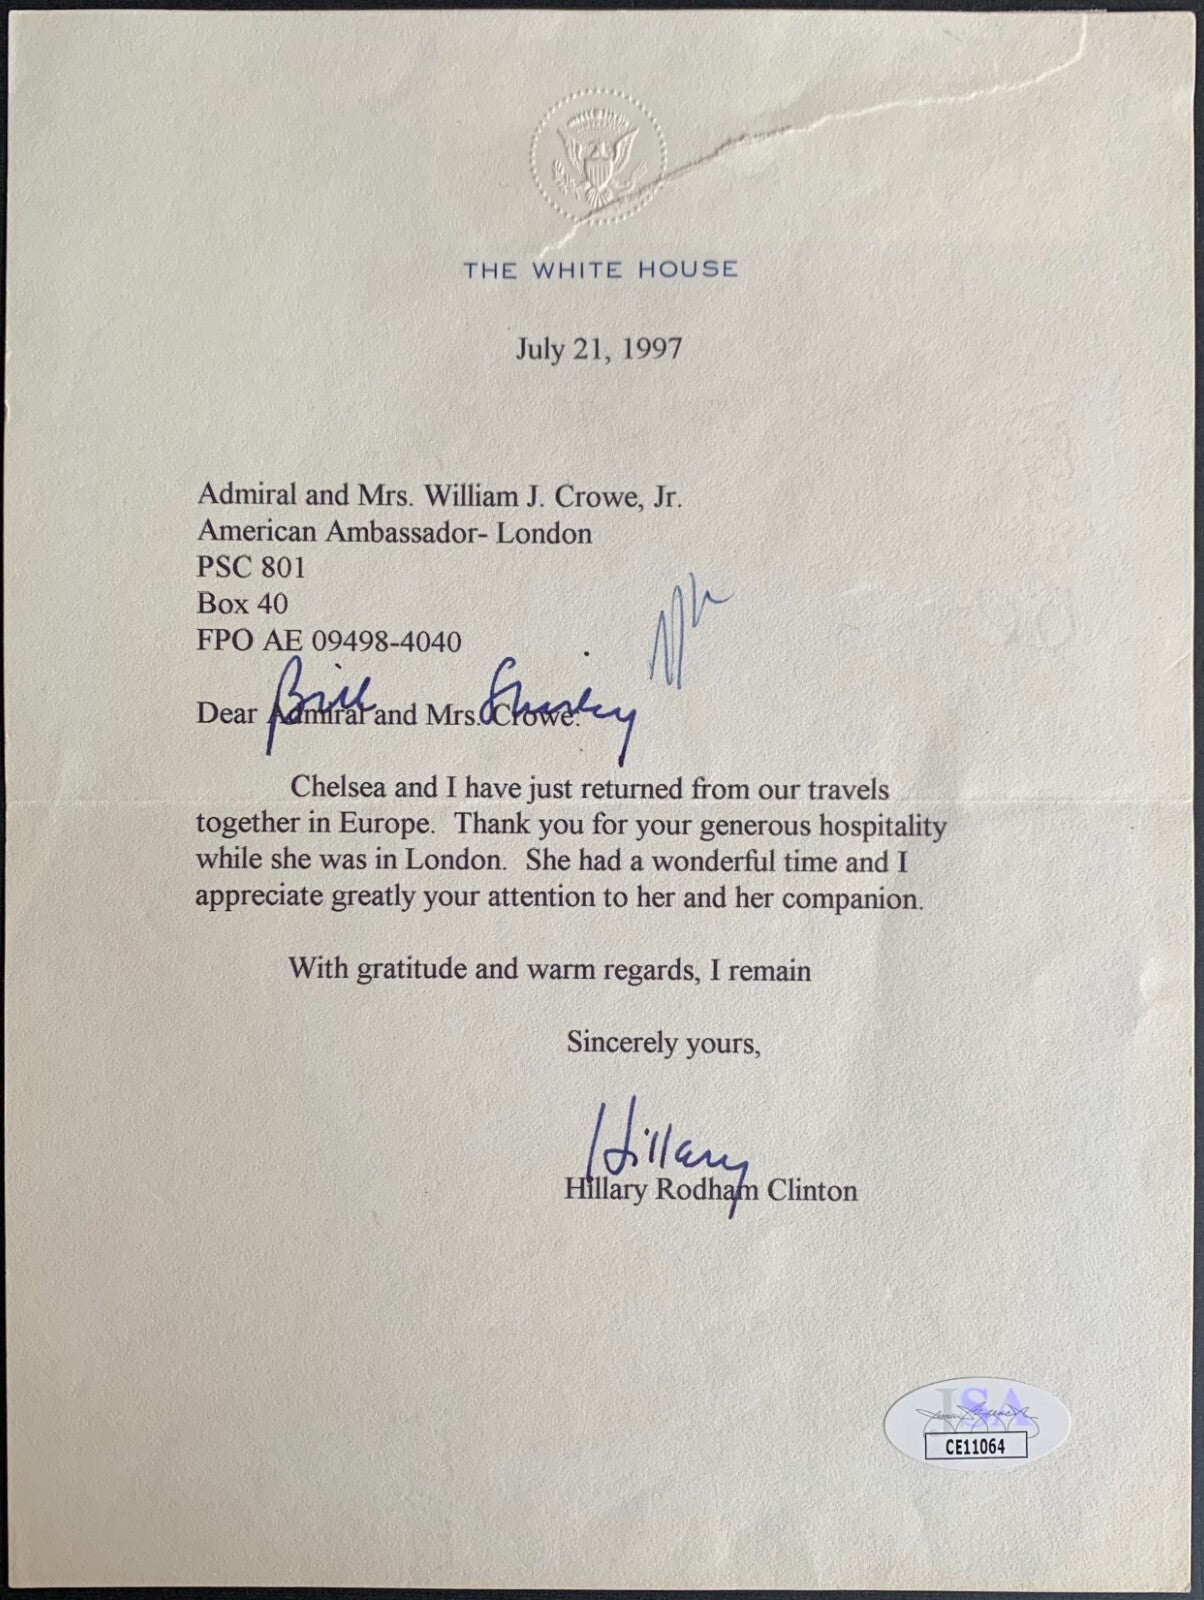 THE WHITE HOUSE
July 21, 1997
Admiral and Mrs. William J. Crowe, Jr.
American Ambassador- London
PSC 801
Box 40
FPO AE 09498-4040
Bill Shirley
Dear Admiral and Mrs. Crowe:
Chelsea and I have just returned from our travels
together in Europe. Thank you for your generous hospitality
while she was in London. She had a wonderful time and I
appreciate greatly your attention to her and her companion.
With gratitude and warm regards, I remain
Sincerely yours,
Hillary
Hillary Rodham Clinton
JSA
CE11064